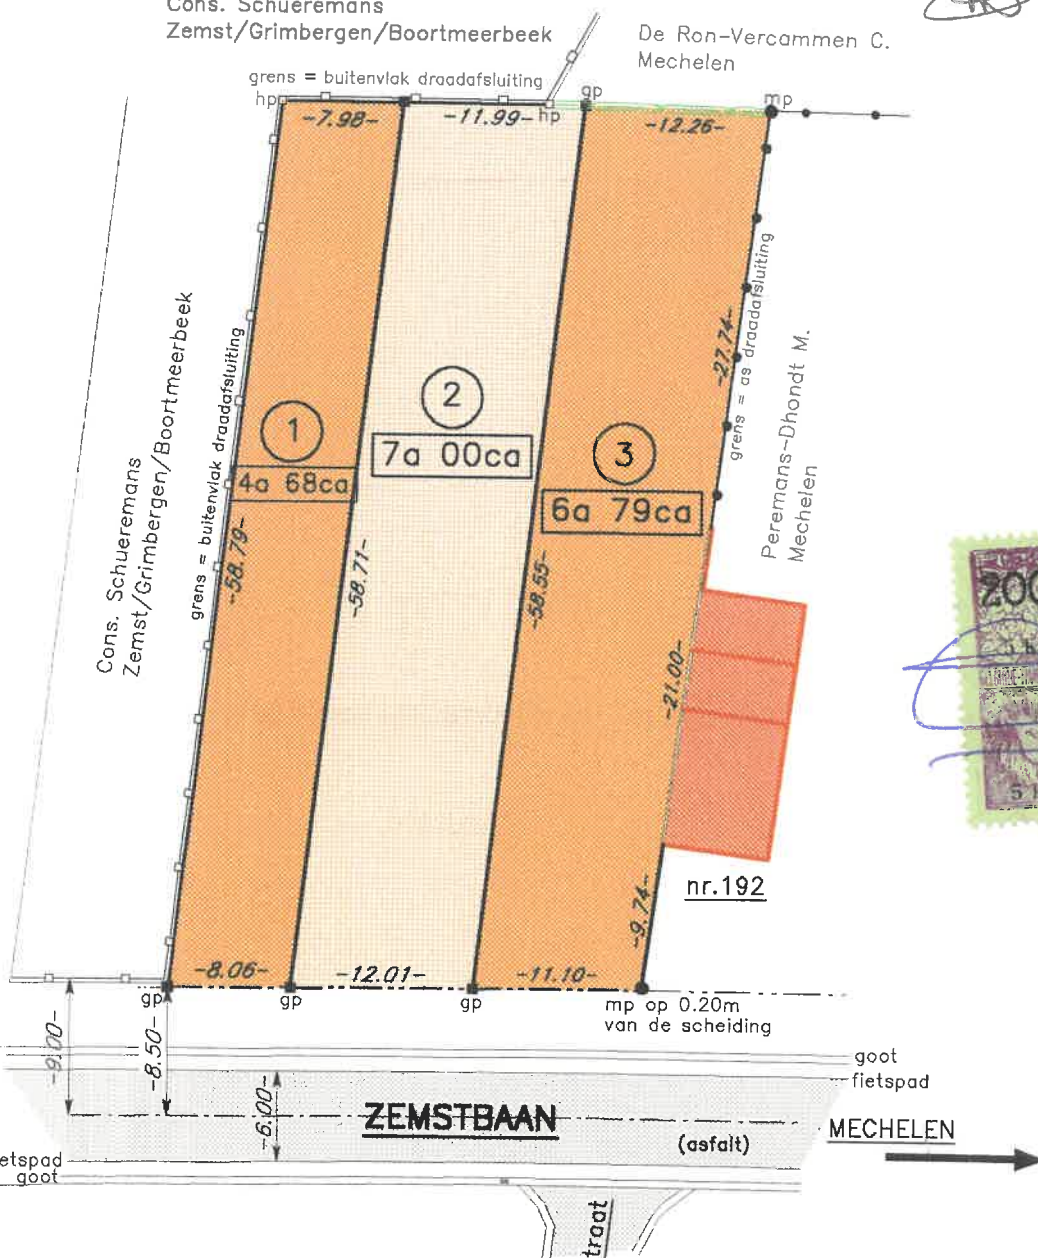 Cons. Schueremans
Zemst/Grimbergen/Boortmeerbeek
De Ron-Vercammen C.
Mechelen
grens = buitenvlak draadafsluiting
hp
hp
gp
mp
-7.98-
-11.99-
-12.26-
Cons. Schueremans
Zemst/Grimbergen/Boortmeerbeek
grens = buitenvlak draadafsluiting
-58.79-
1
4a 68ca
-58.71-
2
7a 00ca
-58.55-
3
6a 79ca
-27.74-
grens = as draadafsluiting
Peremans-Dhondt M.
Mechelen
-21.00-
-9.74-
nr.192
200
5
-8.06-
-12.01-
-11.10-
gp
gp
gp
mp op 0.20m
van de scheiding
-9.00-
-8.50-
-6.00-
goot
fietspad
ZEMSTBAAN
(asfalt)
MECHELEN
etspad
goot
traat